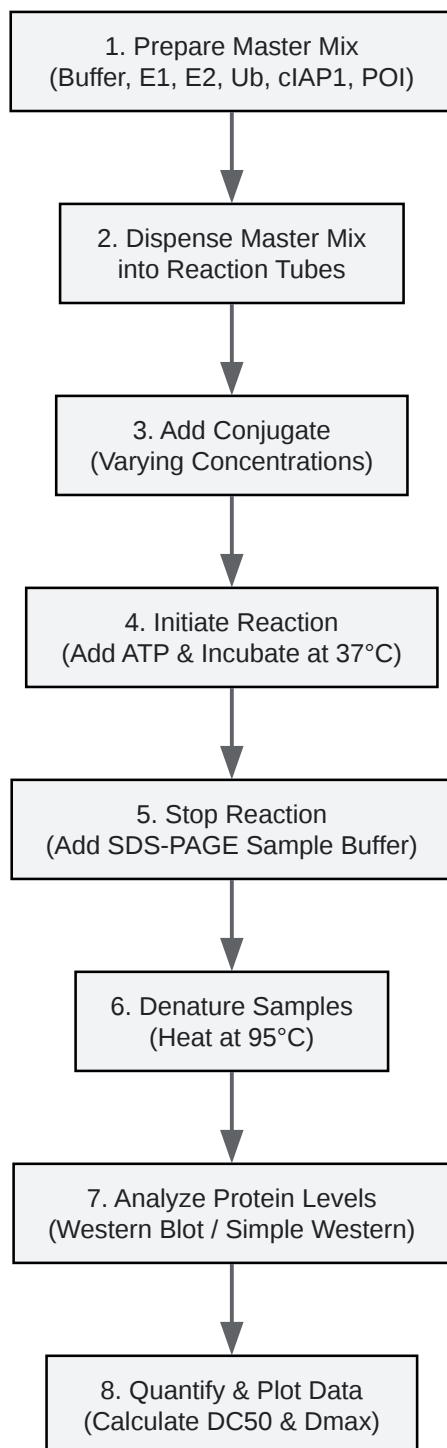 1. Prepare Master Mix
(Buffer, E1, E2, Ub, cIAP1, POI)
2. Dispense Master Mix
into Reaction Tubes
3. Add Conjugate
(Varying Concentrations)
4. Initiate Reaction
(Add ATP & Incubate at 37°C)
5. Stop Reaction
(Add SDS-PAGE Sample Buffer)
6. Denature Samples
(Heat at 95°C)
7. Analyze Protein Levels
(Western Blot / Simple Western)
8. Quantify & Plot Data
(Calculate DC50 & Dmax)